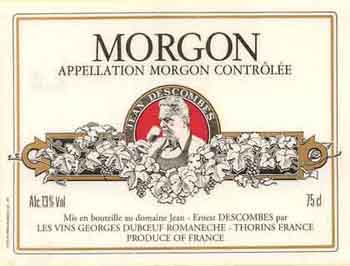 MORGON
APPELLATION MORGON CONTRÔLÉE
JEAN DESCOMBES
Alc.13% Vol
75 cl
Mis en bouteille au domaine Jean - Ernest DESCOMBES par
LES VINS GEORGES DUBŒUF ROMANECHE - THORINS FRANCE
PRODUCE OF FRANCE